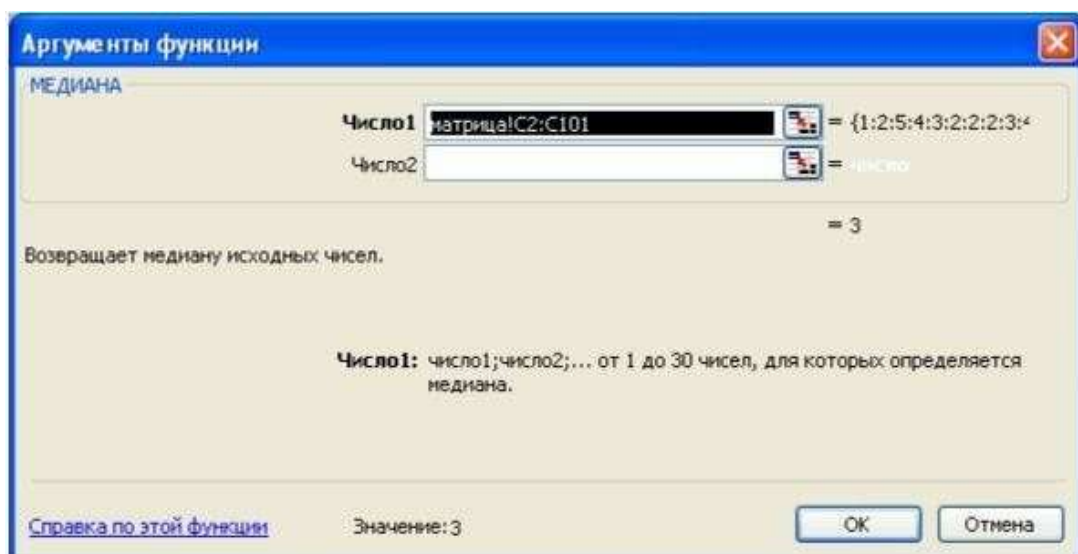 Аргументы функции
МЕДИАНА
Число1 матрица!C2:C101 = {1:2:5:4:3:2:2:2:3:4
Число2 = число
= 3
Возвращает медиану исходных чисел.
Число1: число1;число2;... от 1 до 30 чисел, для которых определяется
медиана.
Справка по этой функции Значение:3 ОК Отмена